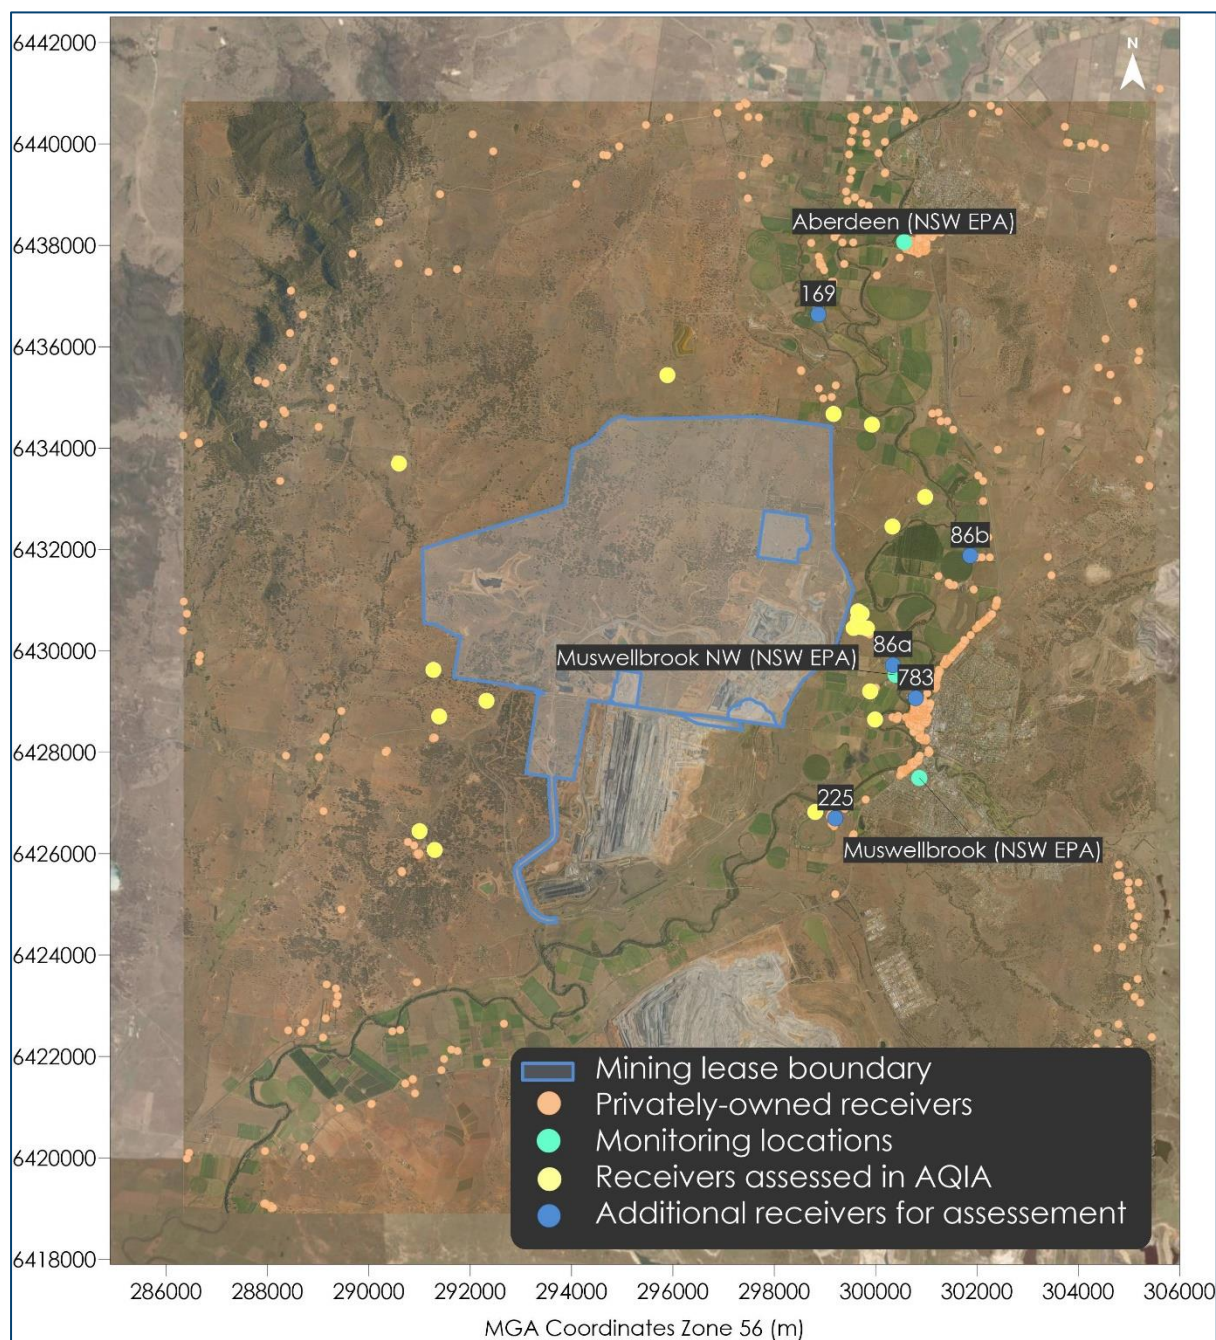 6442000
N
6440000
Aberdeen (NSW EPA)
6438000
169
6436000
6434000
86b
6432000
86a
6430000
Muswellbrook NW (NSW EPA)
783
6428000
225
6426000
Muswellbrook (NSW EPA)
6424000
6422000
Mining lease boundary
Privately-owned receivers
6420000
Monitoring locations
Receivers assessed in AQIA
Additional receivers for assessement
6418000
286000 288000 290000 292000 294000 296000 298000 300000 302000 304000 306000
MGA Coordinates Zone 56 (m)